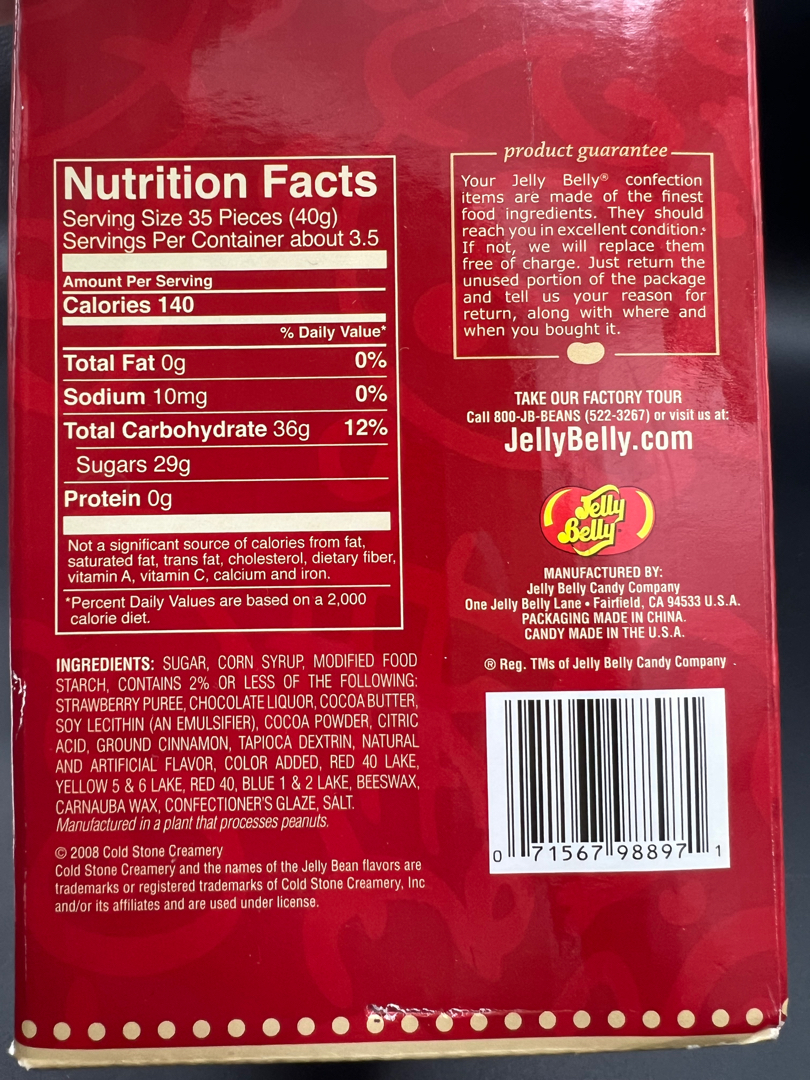 Nutrition Facts
Serving Size 35 Pieces (40g)
Servings Per Container about 3.5
Amount Per Serving
Calories 140
% Daily Value*
Total Fat 0g 0%
Sodium 10mg 0%
Total Carbohydrate 36g 12%
Sugars 29g
Protein 0g
Not a significant source of calories from fat,
saturated fat, trans fat, cholesterol, dietary fiber,
vitamin A, vitamin C, calcium and iron.
*Percent Daily Values are based on a 2,000
calorie diet.
INGREDIENTS: SUGAR, CORN SYRUP, MODIFIED FOOD
STARCH, CONTAINS 2% OR LESS OF THE FOLLOWING:
STRAWBERRY PUREE, CHOCOLATE LIQUOR, COCOA BUTTER,
SOY LECITHIN (AN EMULSIFIER), COCOA POWDER, CITRIC
ACID, GROUND CINNAMON, TAPIOCA DEXTRIN, NATURAL
AND ARTIFICIAL FLAVOR, COLOR ADDED, RED 40 LAKE,
YELLOW 5 & 6 LAKE, RED 40, BLUE 1 & 2 LAKE, BEESWAX,
CARNAUBA WAX, CONFECTIONER'S GLAZE, SALT.
Manufactured in a plant that processes peanuts.
© 2008 Cold Stone Creamery
Cold Stone Creamery and the names of the Jelly Bean flavors are
trademarks or registered trademarks of Cold Stone Creamery, Inc
and/or its affiliates and are used under license.
product guarantee
Your Jelly Belly® confection
items are made of the finest
food ingredients. They should
reach you in excellent condition.
If not, we will replace them
free of charge. Just return the
unused portion of the package
and tell us your reason for
return, along with where and
when you bought it.
TAKE OUR FACTORY TOUR
Call 800-JB-BEANS (522-3267) or visit us at:
JellyBelly.com
Jelly
Belly
MANUFACTURED BY:
Jelly Belly Candy Company
One Jelly Belly Lane • Fairfield, CA 94533 U.S.A.
PACKAGING MADE IN CHINA.
CANDY MADE IN THE U.S.A.
® Reg. TMs of Jelly Belly Candy Company
0 71567 98897 1